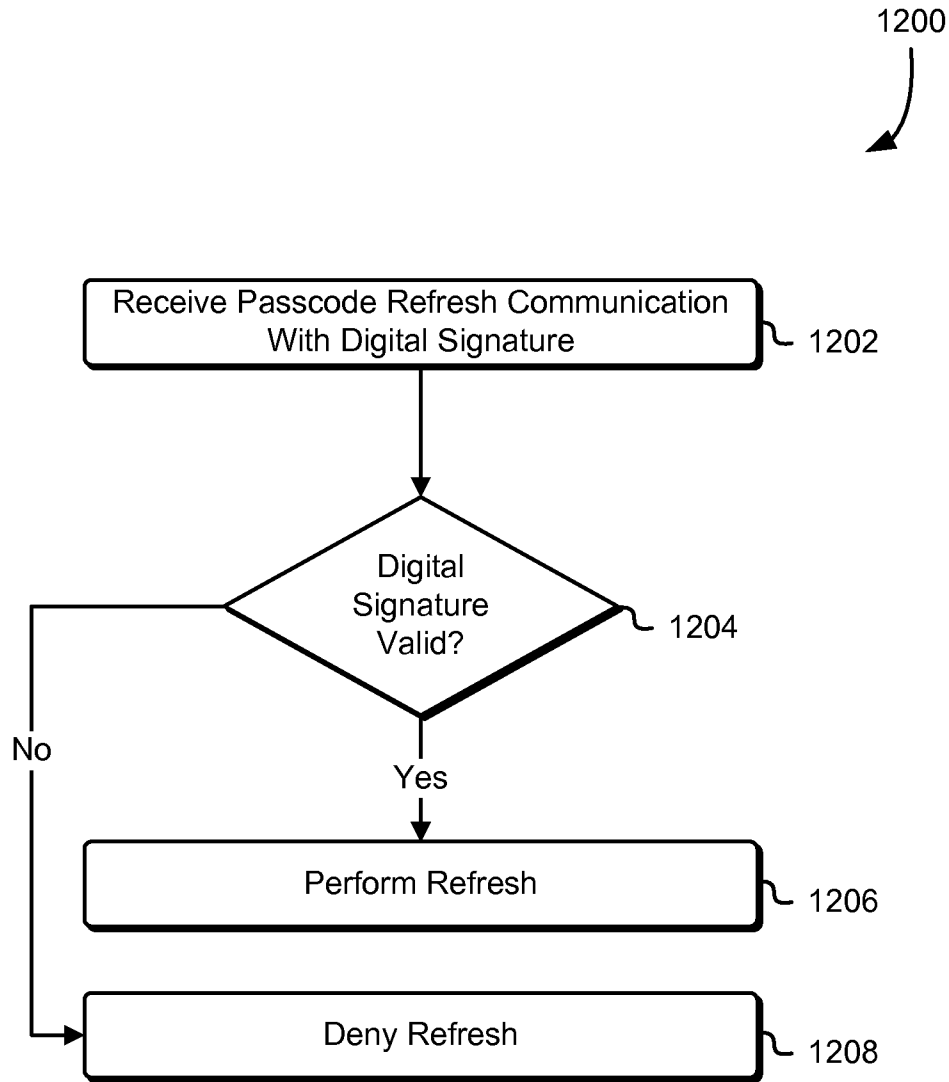 1200
Receive Passcode Refresh Communication
With Digital Signature
1202
Digital
Signature
Valid?
1204
No
Yes
Perform Refresh
1206
Deny Refresh
1208